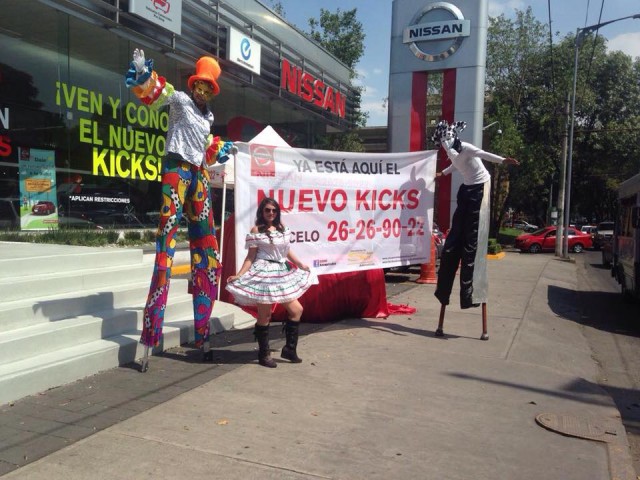 NISSAN
NISSAN
¡VEN Y CONO
EL NUEVO
KICKS!
*APLICAN RESTRICCIONES
YA ESTÁ AQUÍ EL
NUEVO KICKS
CELO 26-26-90-22